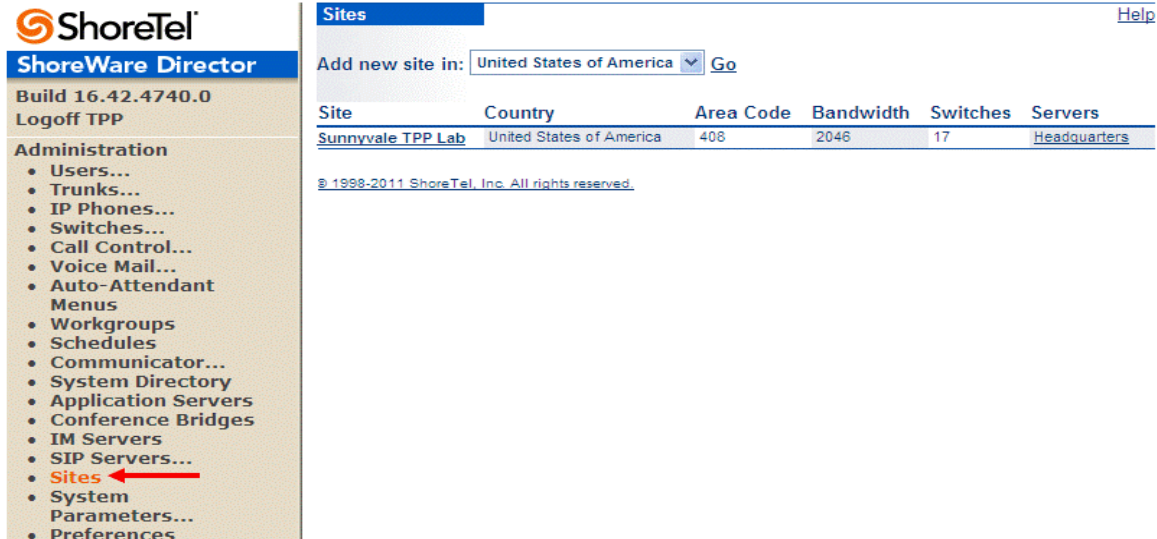 ShoreTel
ShoreWare Director
Build 16.42.4740.0
Logoff TPP
Administration
• Users...
• Trunks...
• IP Phones...
• Switches...
• Call Control...
• Voice Mail...
• Auto-Attendant
Menus
• Workgroups
• Schedules
• Communicator...
• System Directory
• Application Servers
• Conference Bridges
• IM Servers
• SIP Servers...
• Sites
• System
Parameters...
• Preferences
Sites Help
Add new site in: United States of America Go
Site Country Area Code Bandwidth Switches Servers
Sunnyvale TPP Lab United States of America 408 2046 17 Headquarters
© 1998-2011 ShoreTel, Inc. All rights reserved.